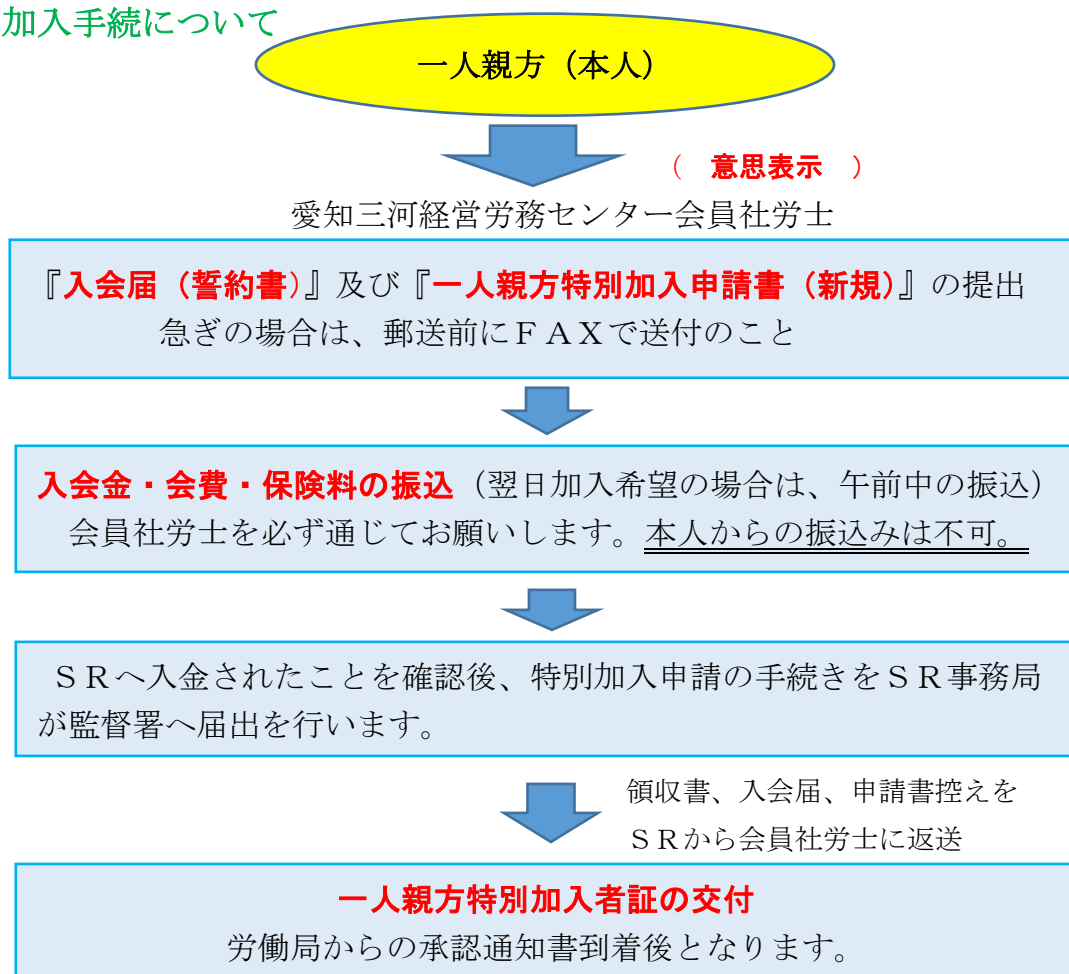 加入手続について
一人親方（本人）
（　意思表示　）
愛知三河経営労務センター会員社労士
『入会届（誓約書）』及び『一人親方特別加入申請書（新規）』の提出
急ぎの場合は、郵送前にＦＡＸで送付のこと
入会金・会費・保険料の振込（翌日加入希望の場合は、午前中の振込）
会員社労士を必ず通じてお願いします。本人からの振込みは不可。
ＳＲへ入金されたことを確認後、特別加入申請の手続きをＳＲ事務局
が監督署へ届出を行います。
領収書、入会届、申請書控えを
ＳＲから会員社労士に返送
一人親方特別加入者証の交付
労働局からの承認通知書到着後となります。